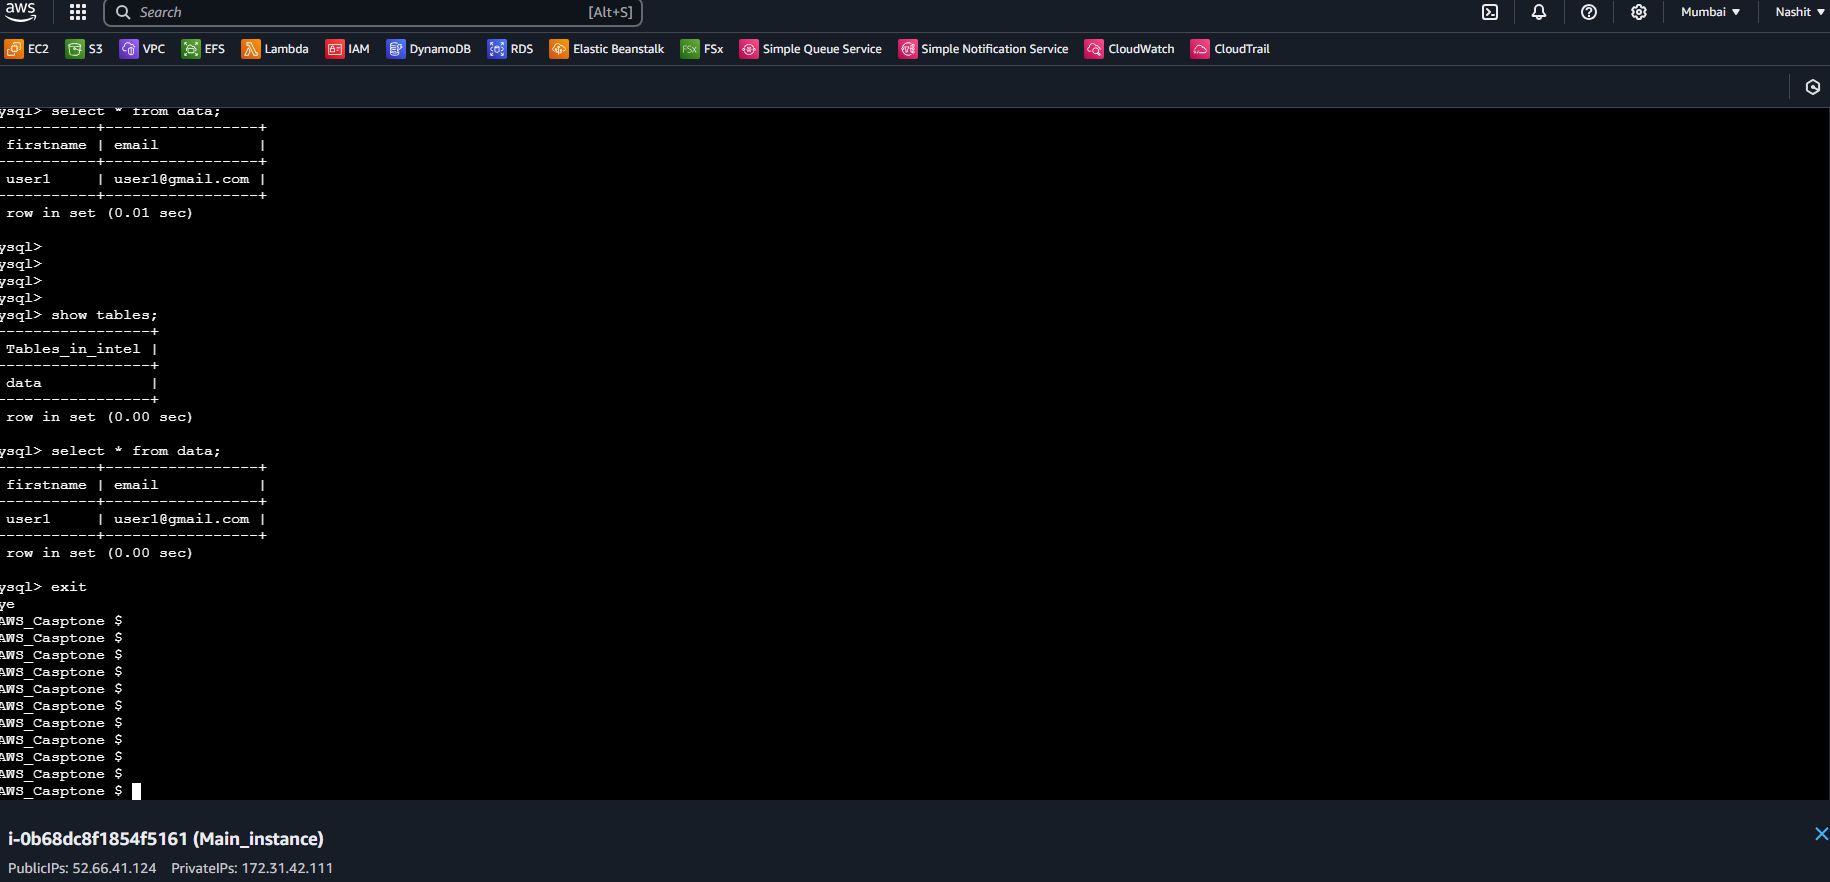 aws Search [Alt+S] Mumbai Nashit
EC2 S3 VPC EFS Lambda IAM DynamoDB RDS Elastic Beanstalk FSx FSx Simple Queue Service Simple Notification Service CloudWatch CloudTrail
ysql> select * from data;
-----------+-----------------+
firstname | email |
-----------+-----------------+
user1 | user1@gmail.com |
-----------+-----------------+
row in set (0.01 sec)
ysql>
ysql>
ysql>
ysql>
ysql> show tables;
-----------------+
Tables_in_intel |
-----------------+
data |
-----------------+
row in set (0.00 sec)
ysql> select * from data;
-----------+-----------------+
firstname | email |
-----------+-----------------+
user1 | user1@gmail.com |
-----------+-----------------+
row in set (0.00 sec)
ysql> exit
ye
AWS_Casptone $
AWS_Casptone $
AWS_Casptone $
AWS_Casptone $
AWS_Casptone $
AWS_Casptone $
AWS_Casptone $
AWS_Casptone $
AWS_Casptone $
AWS_Casptone $
AWS_Casptone $
i-0b68dc8f1854f5161 (Main_instance)
PublicIPs: 52.66.41.124 PrivateIPs: 172.31.42.111